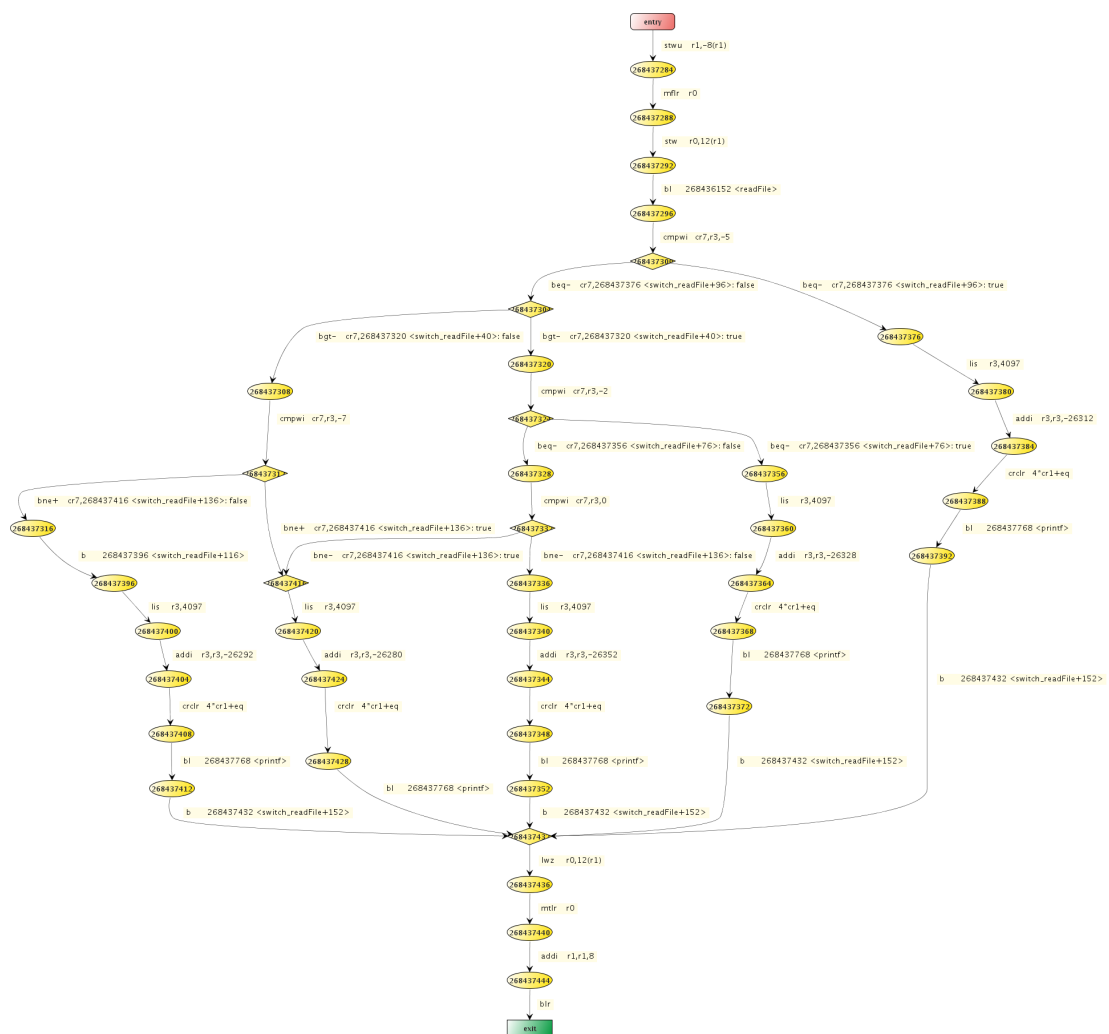 entry
stwu r1,-8(r1)
268437284
mflr r0
268437288
stw r0,12(r1)
268437292
bl 268436152 <readFile>
268437296
cmpwi cr7,r3,-5
26843730
beq- cr7,268437376 <switch_readFile+96>: false
beq- cr7,268437376 <switch_readFile+96>: true
26843730
bgt- cr7,268437320 <switch_readFile+40>: false
bgt- cr7,268437320 <switch_readFile+40>: true
268437376
268437320
lis r3,4097
268437308
cmpwi cr7,r3,-2
268437380
cmpwi cr7,r3,-7
26843732
addi r3,r3,-26312
beq- cr7,268437356 <switch_readFile+76>: false
beq- cr7,268437356 <switch_readFile+76>: true
268437384
26843731
268437328
268437356
crclr 4*cr1+eq
bne+ cr7,268437416 <switch_readFile+136>: false
cmpwi cr7,r3,0
lis r3,4097
268437388
268437316
bne+ cr7,268437416 <switch_readFile+136>: true
26843733
268437360
bl 268437768 <printf>
b 268437396 <switch_readFile+116>
bne- cr7,268437416 <switch_readFile+136>: true
bne- cr7,268437416 <switch_readFile+136>: false
addi r3,r3,-26328
268437392
268437396
26843741
268437336
268437364
lis r3,4097
lis r3,4097
lis r3,4097
crclr 4*cr1+eq
268437400
268437420
268437340
268437368
addi r3,r3,-26292
addi r3,r3,-26280
addi r3,r3,-26352
bl 268437768 <printf>
268437404
268437424
268437344
b 268437432 <switch_readFile+152>
crclr 4*cr1+eq
crclr 4*cr1+eq
crclr 4*cr1+eq
268437372
268437408
268437348
bl 268437768 <printf>
268437428
bl 268437768 <printf>
b 268437432 <switch_readFile+152>
268437412
bl 268437768 <printf>
268437352
b 268437432 <switch_readFile+152>
b 268437432 <switch_readFile+152>
26843743
lwz r0,12(r1)
268437436
mtlr r0
268437440
addi r1,r1,8
268437444
blr
exit